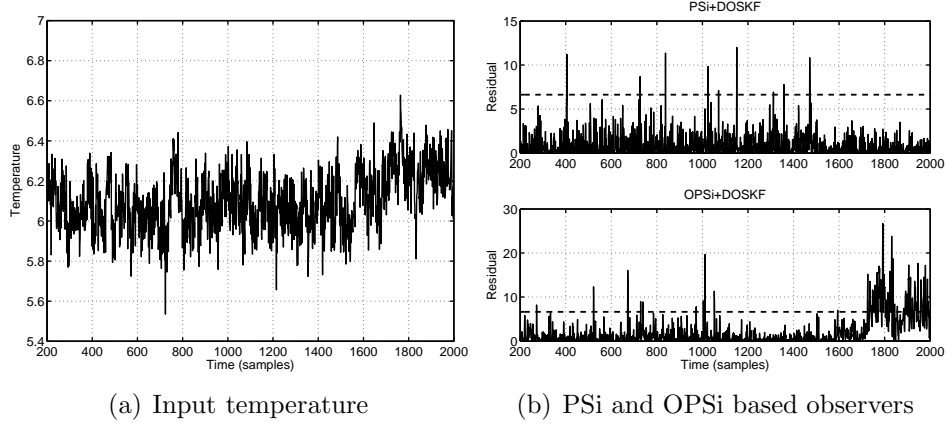 7
6.8
6.6
6.4
6.2
6
5.8
5.6
5.4
Temperature
200 400 600 800 1000 1200 1400 1600 1800 2000
Time (samples)
(a) Input temperature
PSi+DOSKF
15
10
5
0
Residual
200 400 600 800 1000 1200 1400 1600 1800 2000
OPSi+DOSKF
30
20
10
0
Residual
200 400 600 800 1000 1200 1400 1600 1800 2000
Time (samples)
(b) PSi and OPSi based observers